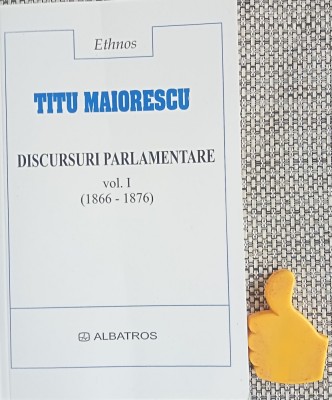 Ethnos
TITU MAIORESCU
DISCURSURI PARLAMENTARE
vol. I
(1866 - 1876)
ALBATROS